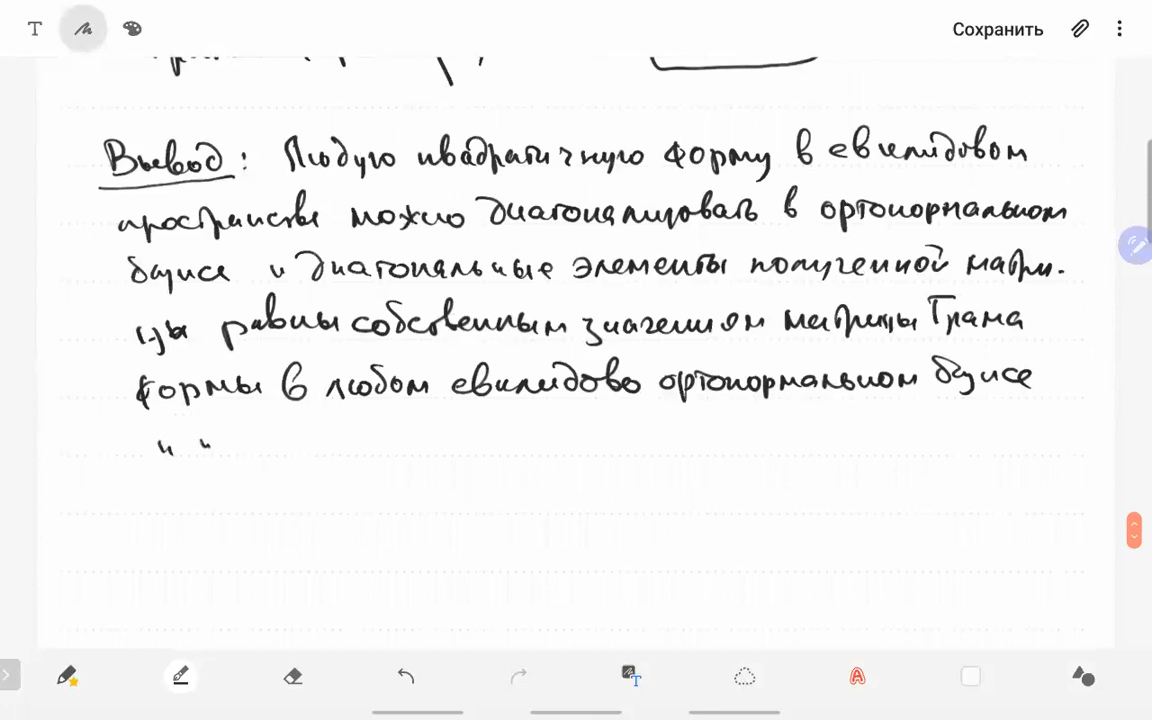 Сохранить
Вывод: Любую квадратичную форму в евклидовом
пространстве можно диагонализировать в ортонормальном
базисе и диагональные элементы полученной матри-
цы равны собственным значениям матрицы Грама
формы в любом евклидово ортонормальном базисе
" "